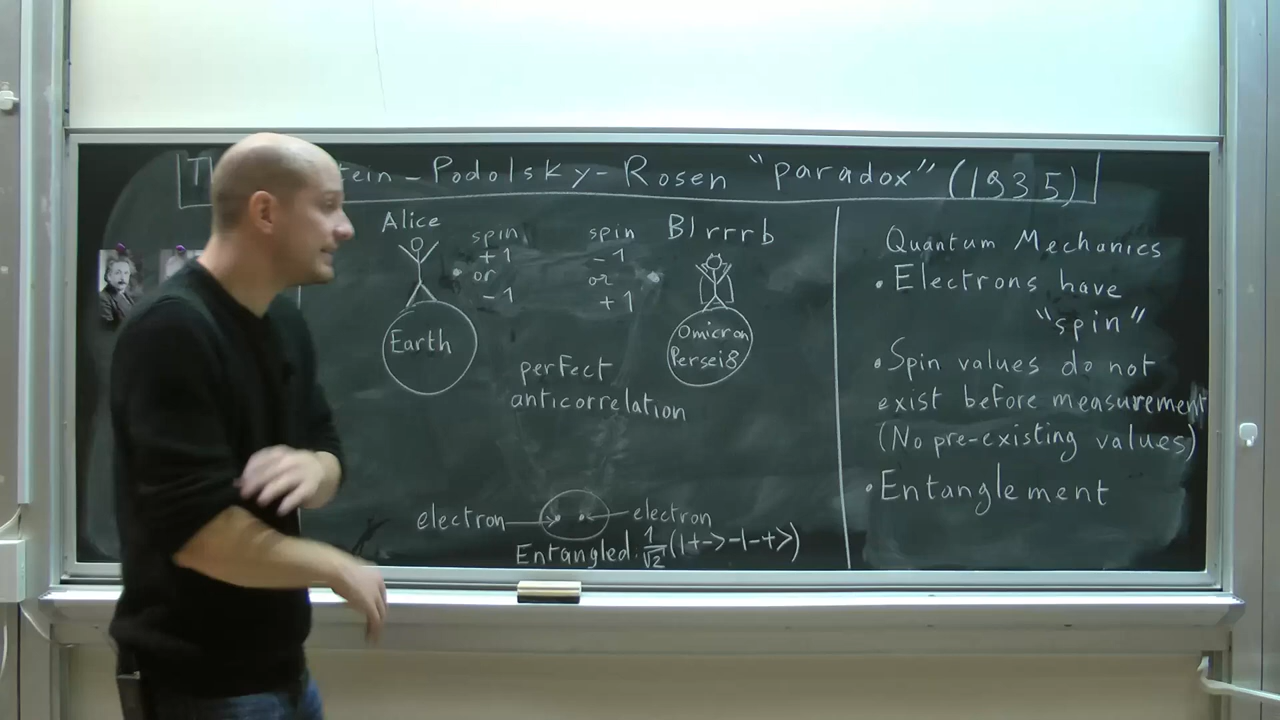 Podolsky-Rosen "paradox" (1935)
Alice
spin
+1
or
-1
spin
-1
or
+1
Blrrrb
Earth
Omicron
Persei8
perfect
anticorrelation
electron
electron
Entangled: 1/√2 (|+-> - |-+>)
Quantum Mechanics
• Electrons have
"spin"
• Spin values do not
exist before measurement
(No pre-existing values)
• Entanglement